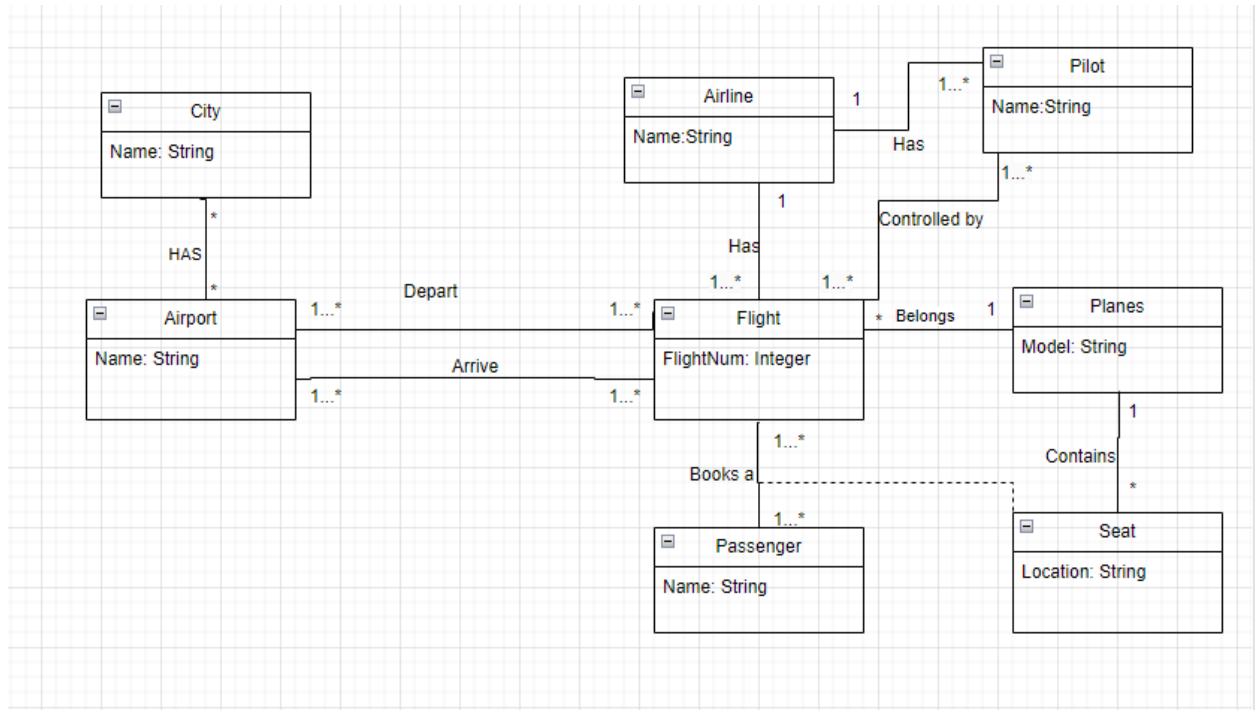 City
Name: String
*
HAS
*
Airport
Name: String
Airline
Name:String
1
Has
1...*
Pilot
Name:String
1...*
Controlled by
1...*
1
Has
1...*
Depart
1...*
1...*
Arrive
1...*
1...*
Flight
FlightNum: Integer
*
Belongs
1
Planes
Model: String
1
Contains
*
Seat
Location: String
1...*
Books a
1...*
Passenger
Name: String